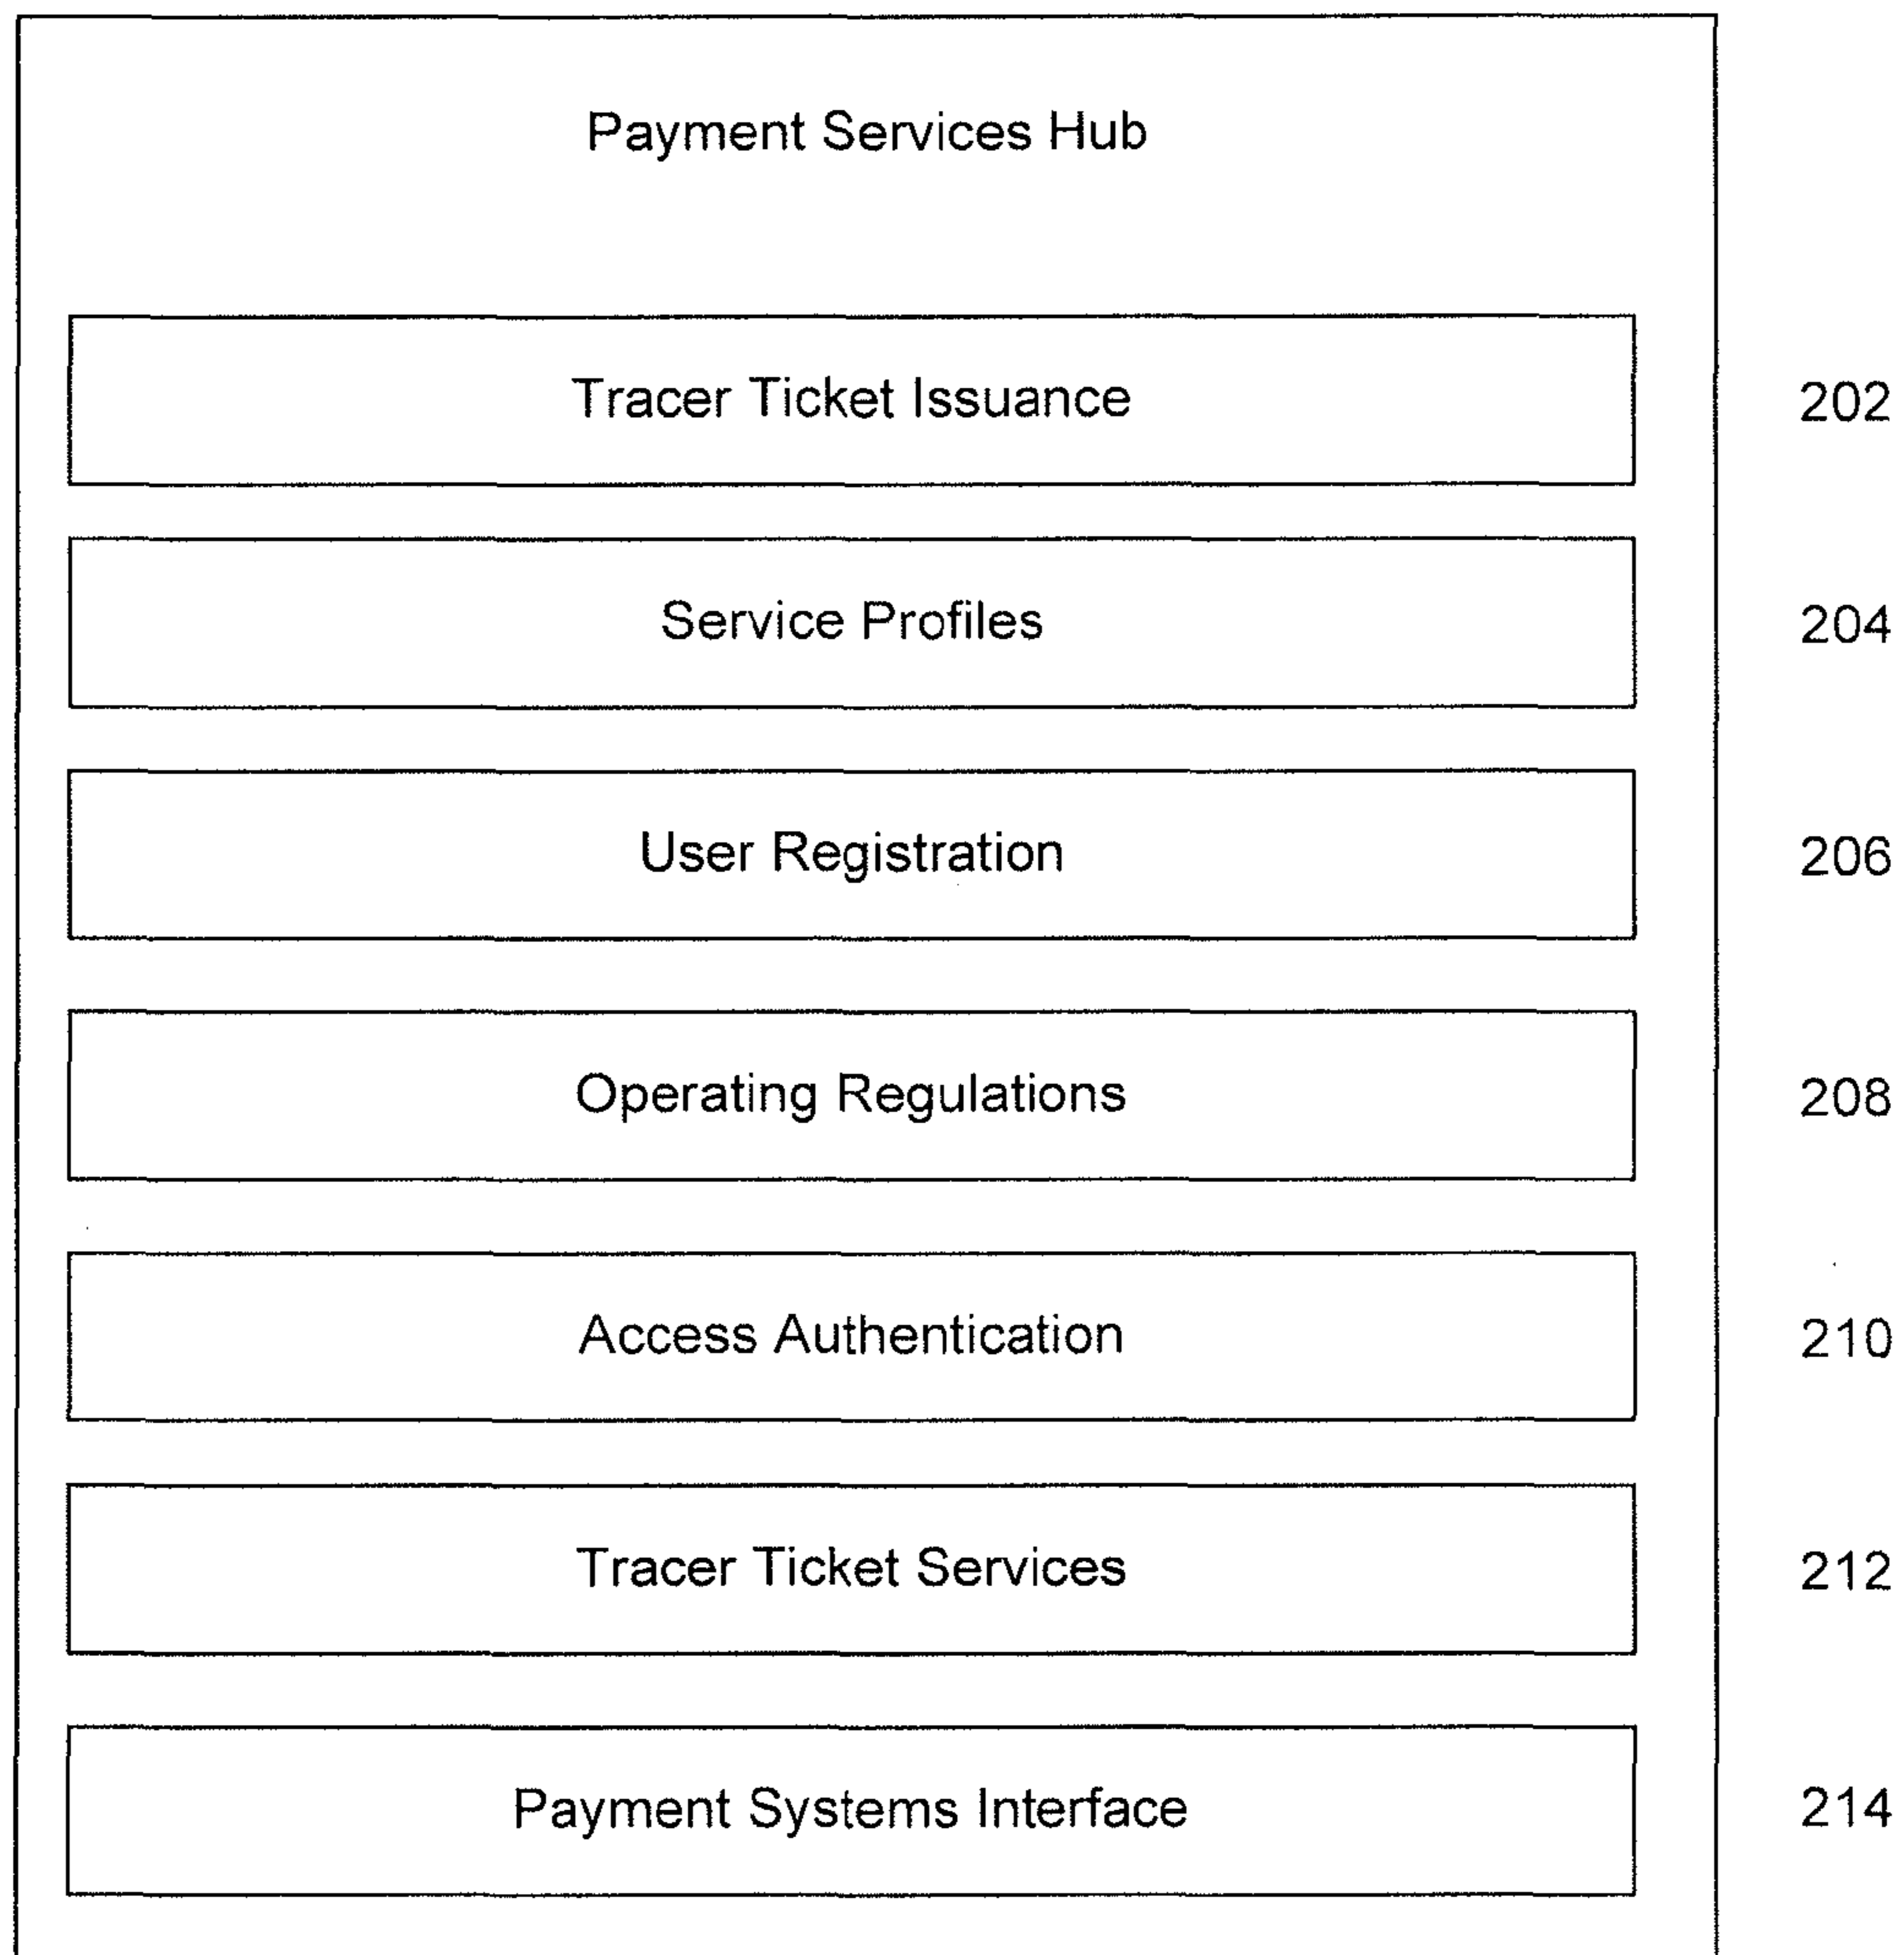 Payment Services Hub
Tracer Ticket Issuance 202
Service Profiles 204
User Registration 206
Operating Regulations 208
Access Authentication 210
Tracer Ticket Services 212
Payment Systems Interface 214